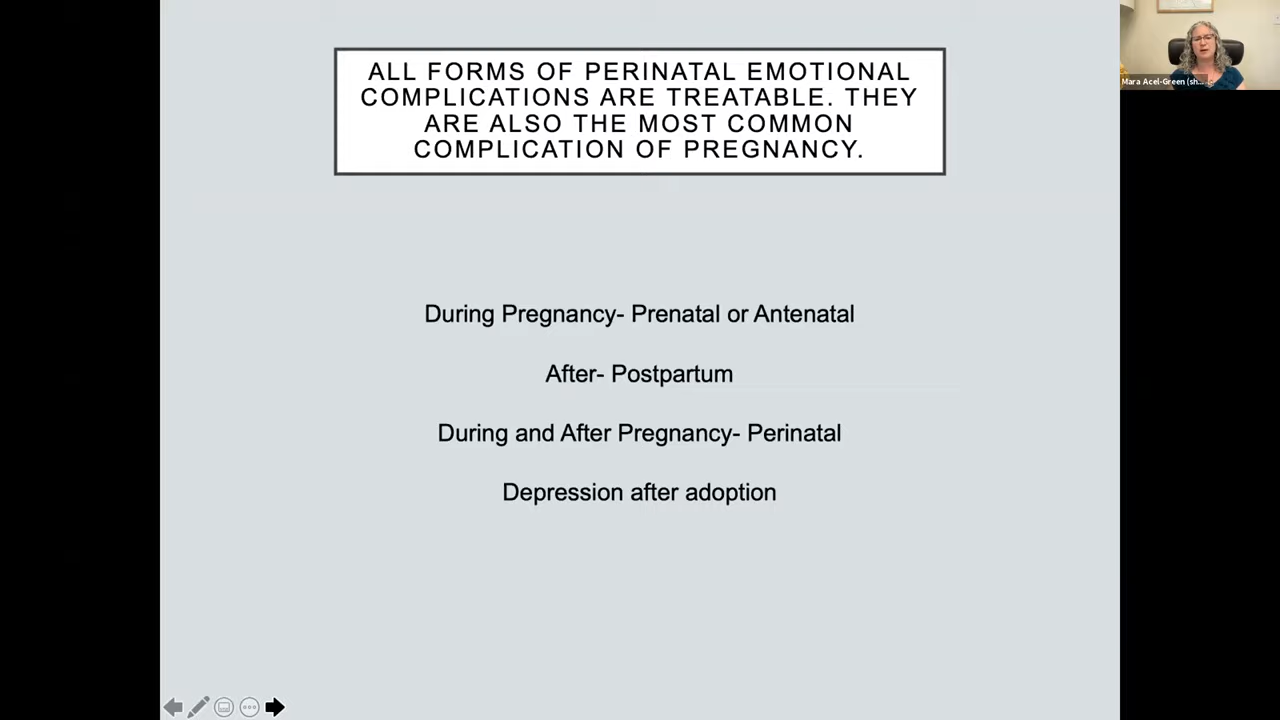 ALL FORMS OF PERINATAL EMOTIONAL
COMPLICATIONS ARE TREATABLE. THEY
ARE ALSO THE MOST COMMON
COMPLICATION OF PREGNANCY.
Mara Acel-Green (sh...
During Pregnancy- Prenatal or Antenatal
After- Postpartum
During and After Pregnancy- Perinatal
Depression after adoption